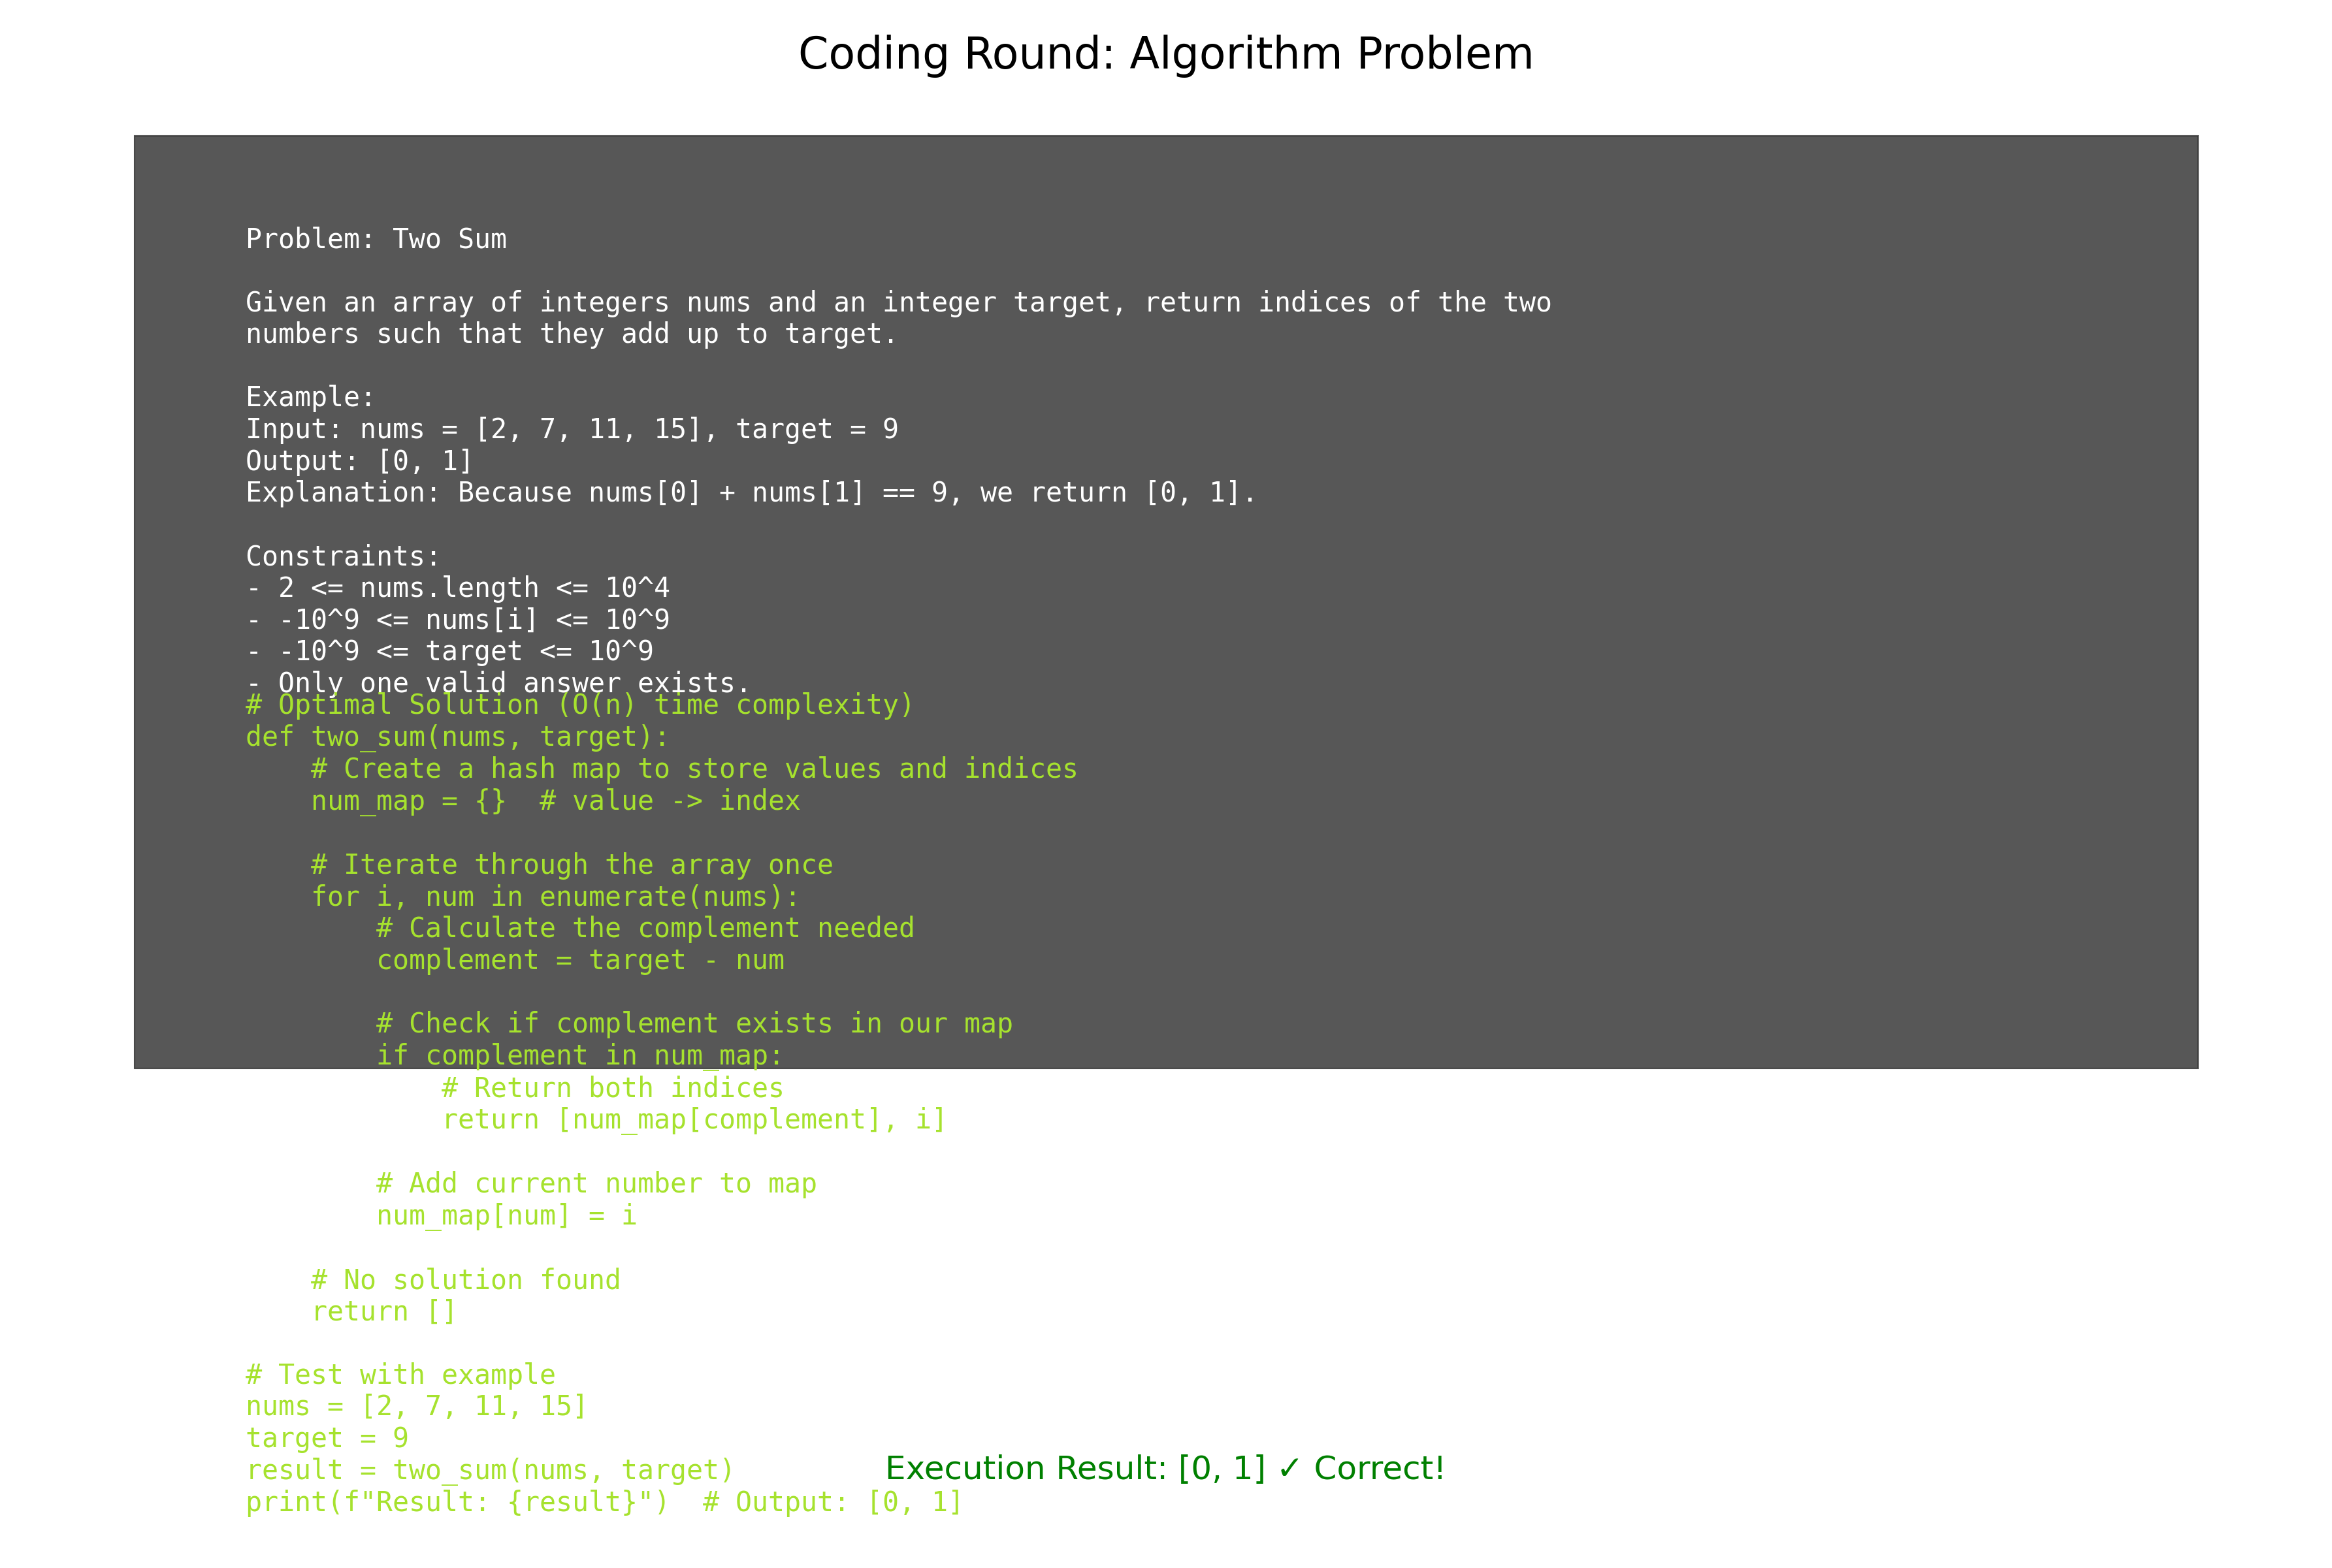 Coding Round: Algorithm Problem
Problem: Two Sum
Given an array of integers nums and an integer target, return indices of the two
numbers such that they add up to target.
Example:
Input: nums = [2, 7, 11, 15], target = 9
Output: [0, 1]
Explanation: Because nums[0] + nums[1] == 9, we return [0, 1].
Constraints:
- 2 <= nums.length <= 10^4
- -10^9 <= nums[i] <= 10^9
- -10^9 <= target <= 10^9
- Only one valid answer exists.
# Optimal Solution (O(n) time complexity)
def two_sum(nums, target):
    # Create a hash map to store values and indices
    num_map = {}  # value -> index
    # Iterate through the array once
    for i, num in enumerate(nums):
        # Calculate the complement needed
        complement = target - num
        # Check if complement exists in our map
        if complement in num_map:
            # Return both indices
            return [num_map[complement], i]
        # Add current number to map
        num_map[num] = i
    # No solution found
    return []
# Test with example
nums = [2, 7, 11, 15]
target = 9
result = two_sum(nums, target)
Execution Result: [0, 1] ✓ Correct!
print(f"Result: {result}")  # Output: [0, 1]